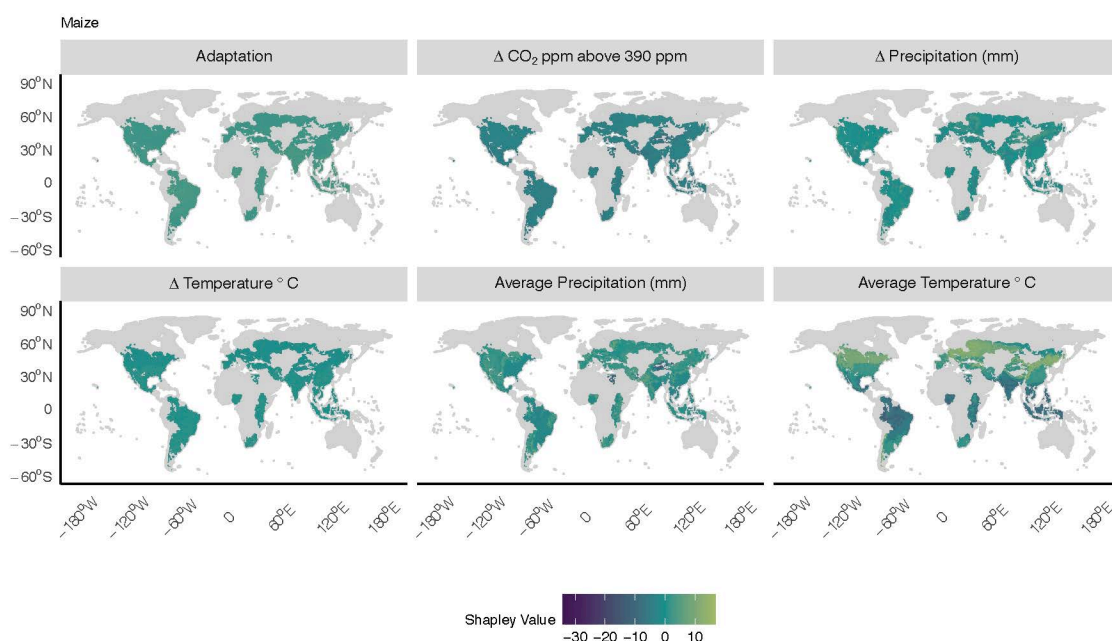 Maize
Adaptation
Δ CO₂ ppm above 390 ppm
Δ Precipitation (mm)
90°N
60°N
30°N
0
−30°S
−60°S
Δ Temperature ° C
Average Precipitation (mm)
Average Temperature ° C
90°N
60°N
30°N
0
−30°S
−60°S
−180°W −120°W −60°W 0 60°E 120°E 180°E
−180°W −120°W −60°W 0 60°E 120°E 180°E
−180°W −120°W −60°W 0 60°E 120°E 180°E
Shapley Value
−30 −20 −10 0 10